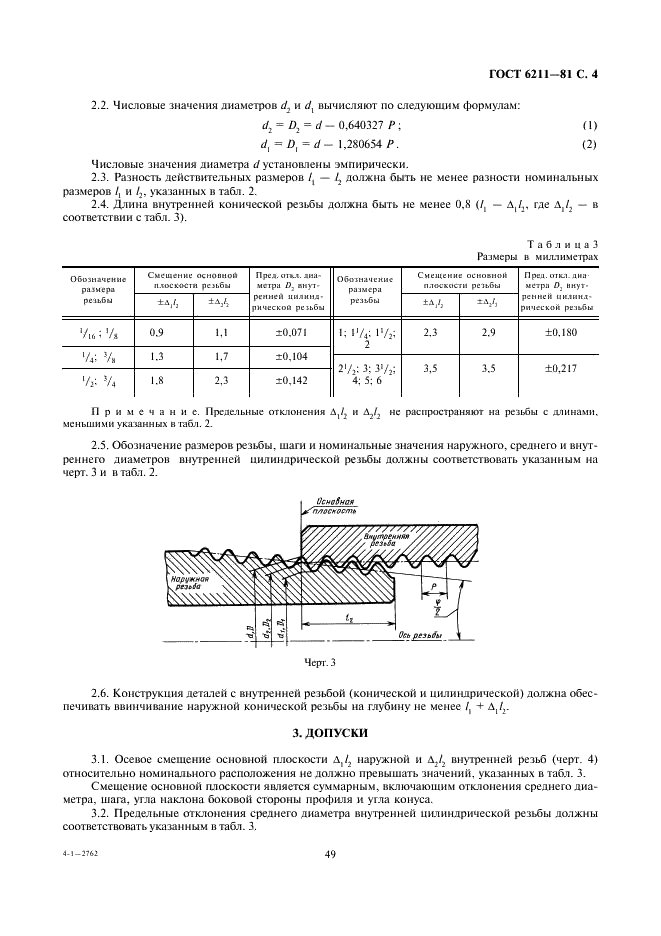 ГОСТ 6211—81 С. 4
2.2. Числовые значения диаметров d₂ и d₁ вычисляют по следующим формулам:
d₂ = D₂ = d — 0,640327 P ; (1)
d₁ = D₁ = d — 1,280654 P . (2)
Числовые значения диаметра d установлены эмпирически.
2.3. Разность действительных размеров l₁ — l₂ должна быть не менее разности номинальных
размеров l₁ и l₂, указанных в табл. 2.
2.4. Длина внутренней конической резьбы должна быть не менее 0,8 (l₁ — Δ₁l₂, где Δ₁l₂ — в
соответствии с табл. 3).
Таблица 3
Размеры в миллиметрах
Обозначение размера резьбы | Смещение основной плоскости резьбы ±Δ₁l₂ | ±Δ₂l₂ | Пред. откл. диаметра D₂ внутренней цилиндрической резьбы | Обозначение размера резьбы | Смещение основной плоскости резьбы ±Δ₁l₂ | ±Δ₂l₂ | Пред. откл. диаметра D₂ внутренней цилиндрической резьбы
1/16 ; 1/8 | 0,9 | 1,1 | ±0,071 | 1; 1 1/4; 1 1/2; 2 | 2,3 | 2,9 | ±0,180
1/4; 3/8 | 1,3 | 1,7 | ±0,104 | 2 1/2; 3; 3 1/2; 4; 5; 6 | 3,5 | 3,5 | ±0,217
1/2; 3/4 | 1,8 | 2,3 | ±0,142
Примечание. Предельные отклонения Δ₁l₂ и Δ₂l₂ не распространяют на резьбы с длинами,
меньшими указанных в табл. 2.
2.5. Обозначение размеров резьбы, шаги и номинальные значения наружного, среднего и внут-
реннего диаметров внутренней цилиндрической резьбы должны соответствовать указанным на
черт. 3 и в табл. 2.
Основная
плоскость
Внутренняя
резьба
Наружная
резьба
P
φ/2
d,D
d₂,D₂
d₁,D₁
l₂
Ось резьбы
Черт. 3
2.6. Конструкция деталей с внутренней резьбой (конической и цилиндрической) должна обес-
печивать ввинчивание наружной конической резьбы на глубину не менее l₁ + Δ₁l₂.
3. ДОПУСКИ
3.1. Осевое смещение основной плоскости Δ₁l₂ наружной и Δ₂l₂ внутренней резьб (черт. 4)
относительно номинального расположения не должно превышать значений, указанных в табл. 3.
Смещение основной плоскости является суммарным, включающим отклонения среднего диа-
метра, шага, угла наклона боковой стороны профиля и угла конуса.
3.2. Предельные отклонения среднего диаметра внутренней цилиндрической резьбы должны
соответствовать указанным в табл. 3.
4-1—2762
49